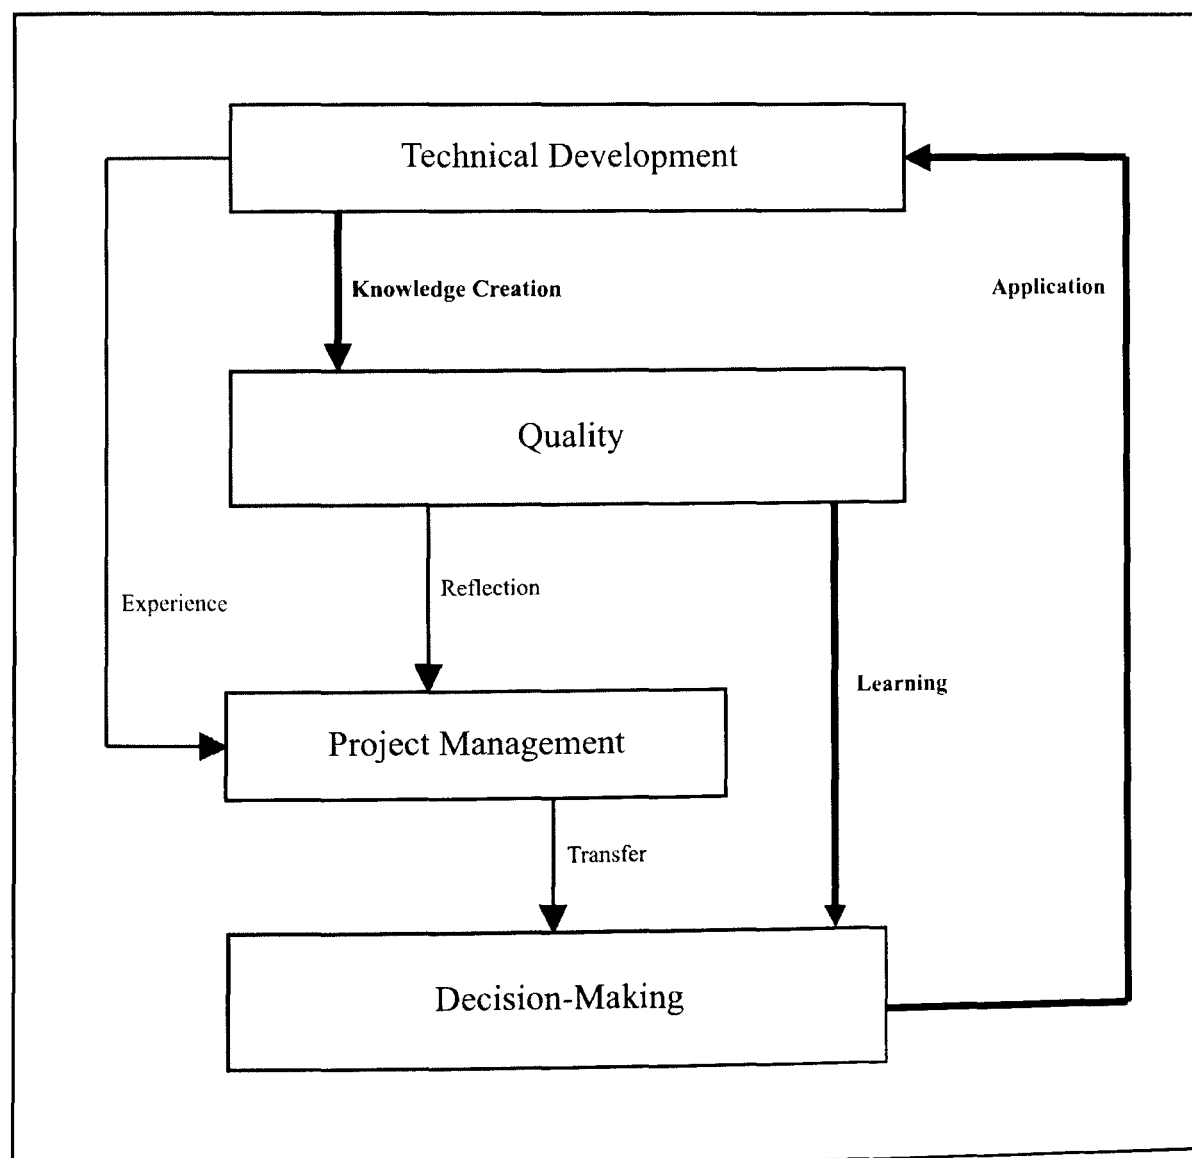 Technical Development
Knowledge Creation
Application
Quality
Experience
Reflection
Learning
Project Management
Transfer
Decision-Making